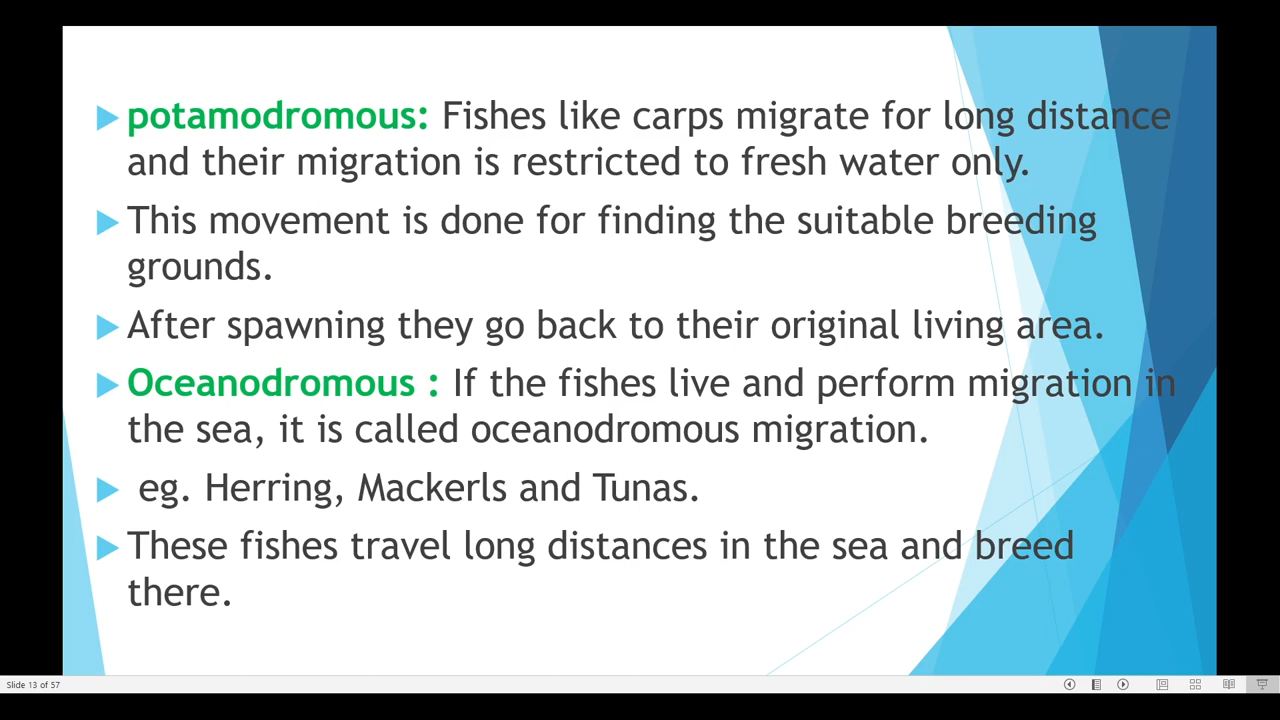 potamodromous: Fishes like carps migrate for long distance
and their migration is restricted to fresh water only.
This movement is done for finding the suitable breeding
grounds.
After spawning they go back to their original living area.
Oceanodromous : If the fishes live and perform migration in
the sea, it is called oceanodromous migration.
eg. Herring, Mackerls and Tunas.
These fishes travel long distances in the sea and breed
there.
Slide 13 of 57